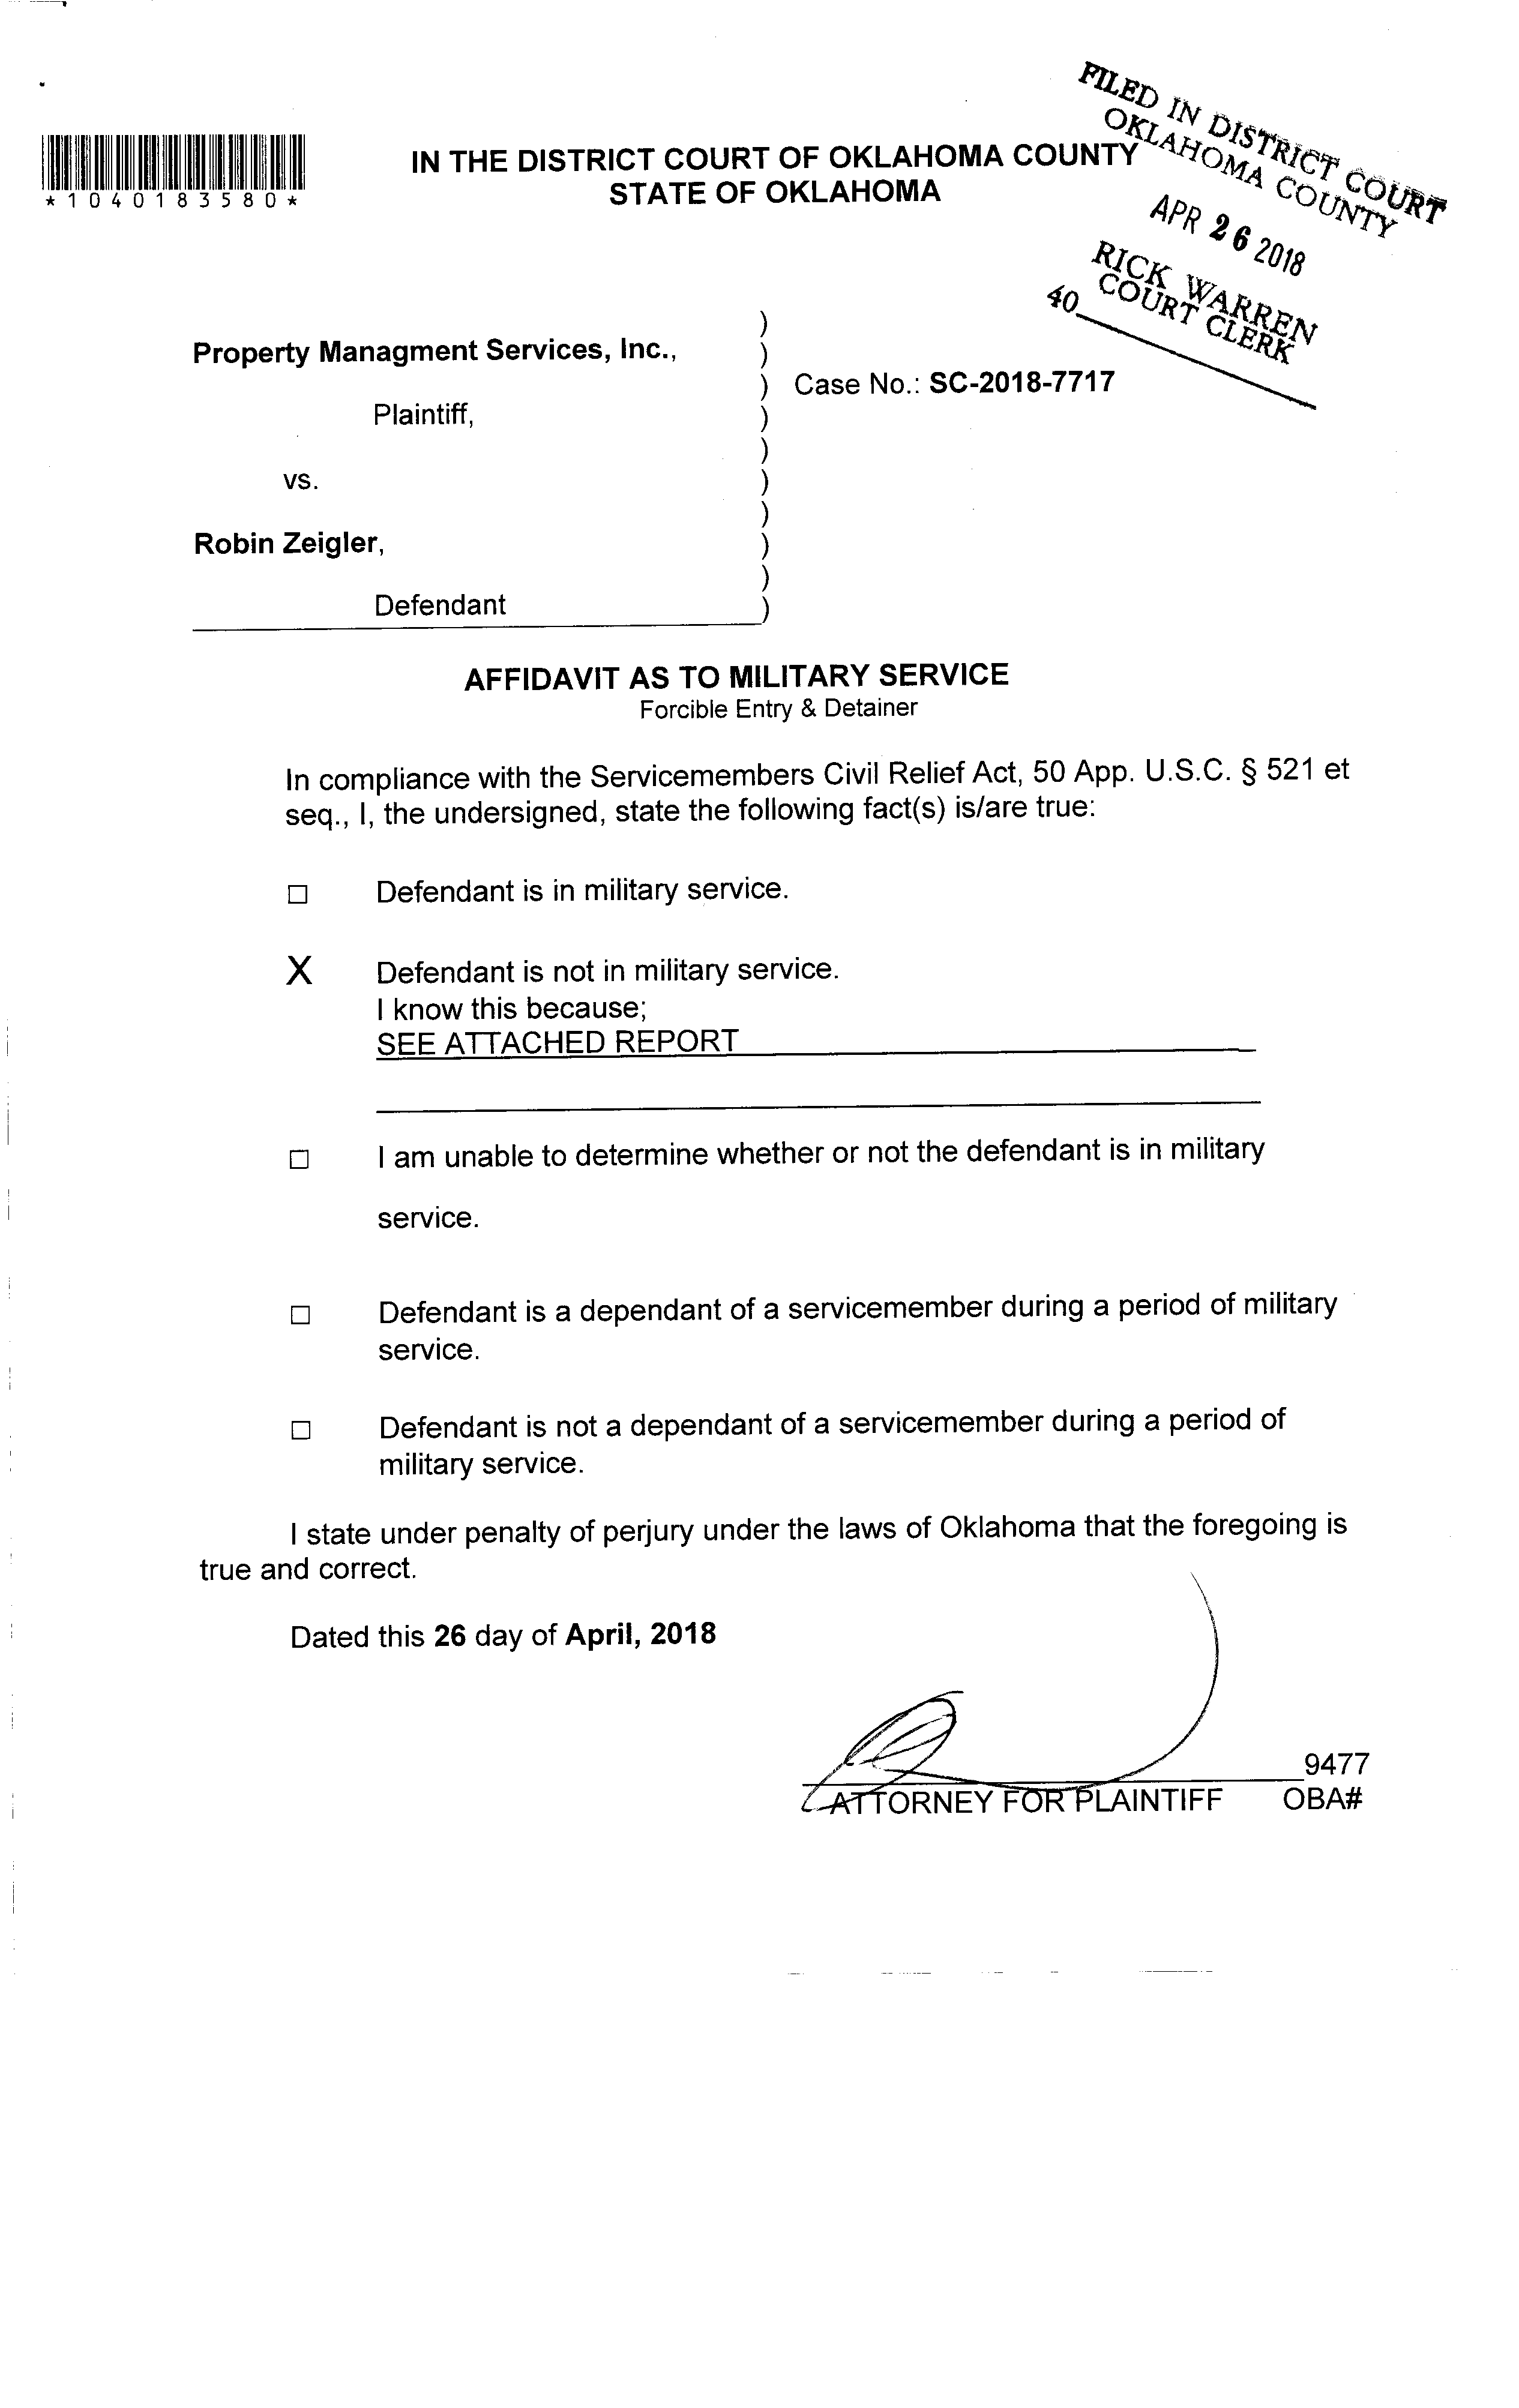 FILED IN DISTRICT COURT
OKLAHOMA COUNTY
APR 26 2018
RICK WARREN
COURT CLERK
40
*1040183580*
IN THE DISTRICT COURT OF OKLAHOMA COUNTY
STATE OF OKLAHOMA
Property Managment Services, Inc.,
Plaintiff,
vs.
Robin Zeigler,
Defendant
)
)
)
)
)
)
)
)
)
)
Case No.: SC-2018-7717
AFFIDAVIT AS TO MILITARY SERVICE
Forcible Entry & Detainer
In compliance with the Servicemembers Civil Relief Act, 50 App. U.S.C. § 521 et
seq., I, the undersigned, state the following fact(s) is/are true:
☐ Defendant is in military service.
X Defendant is not in military service.
I know this because;
SEE ATTACHED REPORT
☐ I am unable to determine whether or not the defendant is in military
service.
☐ Defendant is a dependant of a servicemember during a period of military
service.
☐ Defendant is not a dependant of a servicemember during a period of
military service.
I state under penalty of perjury under the laws of Oklahoma that the foregoing is
true and correct.
Dated this 26 day of April, 2018
9477
ATTORNEY FOR PLAINTIFF OBA#